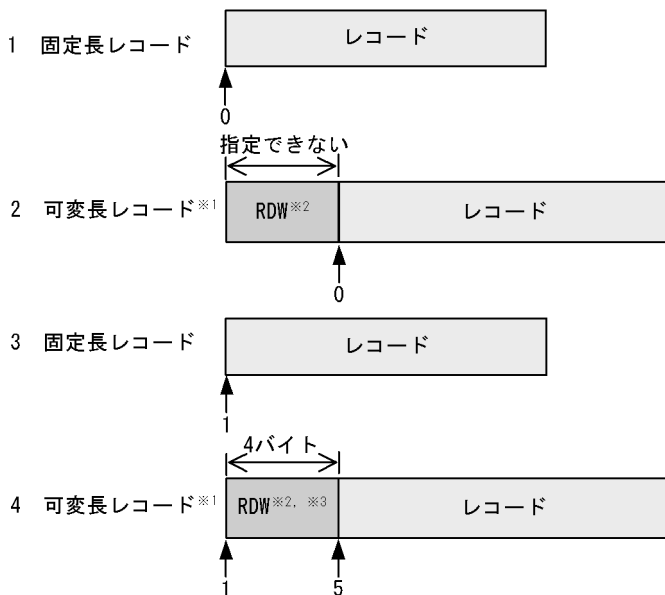 1 固定長レコード
レコード
0
指定できない
2 可変長レコード※1
RDW※2
レコード
0
3 固定長レコード
レコード
1
4バイト
4 可変長レコード※1
RDW※2, ※3
レコード
1
5